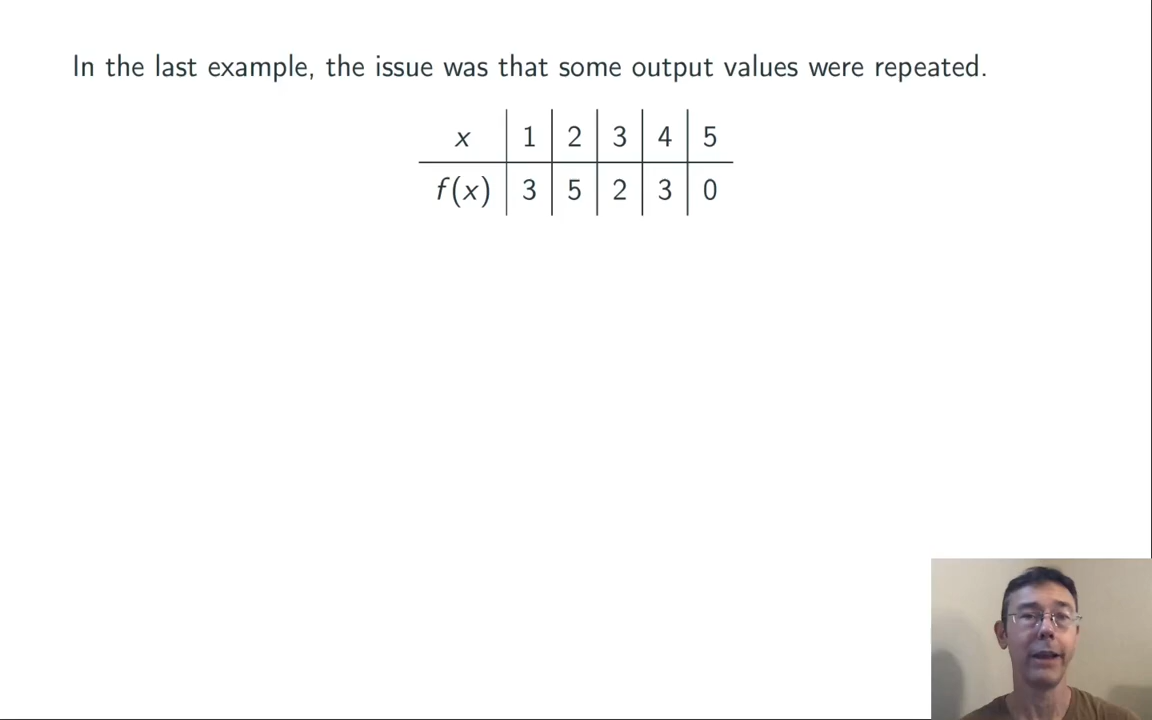 In the last example, the issue was that some output values were repeated.
x 1 2 3 4 5
f(x) 3 5 2 3 0